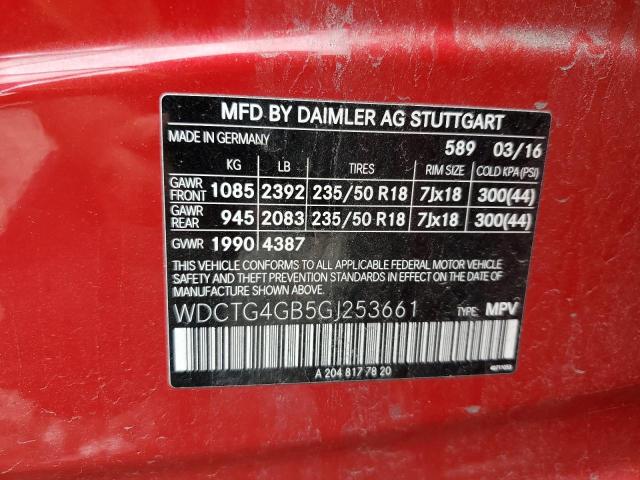 MFD BY DAIMLER AG STUTTGART
MADE IN GERMANY 589 03/16
KG LB TIRES RIM SIZE COLD KPA (PSI)
GAWR FRONT 1085 2392 235/50 R18 7Jx18 300(44)
GAWR REAR 945 2083 235/50 R18 7Jx18 300(44)
GVWR 1990 4387
THIS VEHICLE CONFORMS TO ALL APPLICABLE FEDERAL MOTOR VEHICLE
SAFETY AND THEFT PREVENTION STANDARDS IN EFFECT ON THE DATE
OF MANUFACTURE SHOWN ABOVE.
WDCTG4GB5GJ253661 TYPE: MPV
A 204 817 78 20